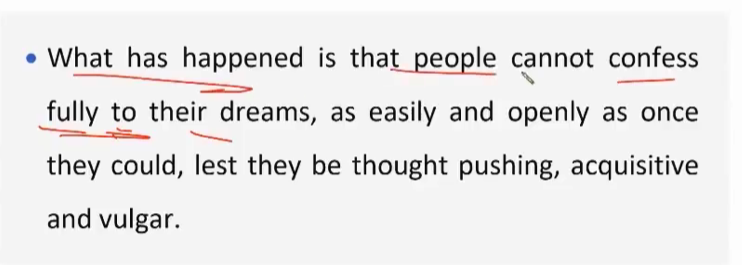 • What has happened is that people cannot confess
fully to their dreams, as easily and openly as once
they could, lest they be thought pushing, acquisitive
and vulgar.